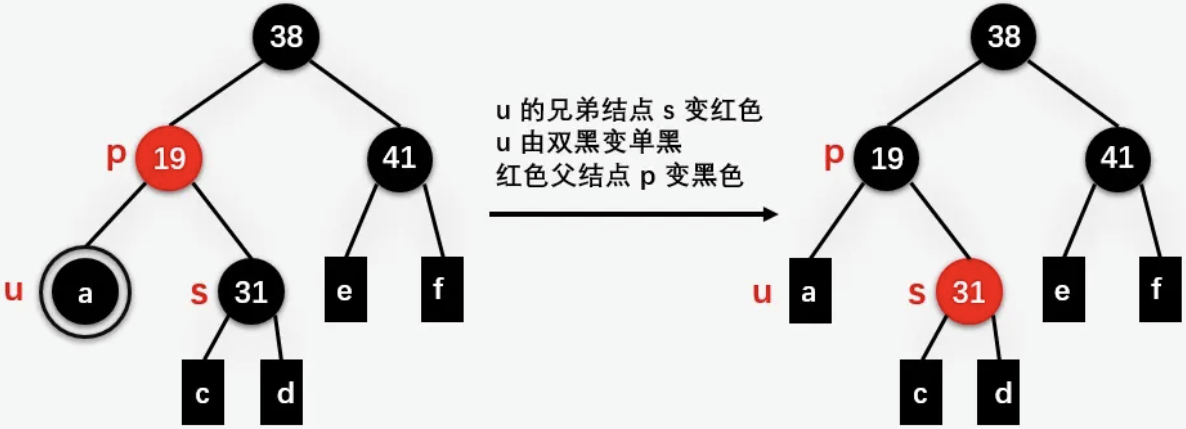 38
38
u 的兄弟结点 s 变红色
u 由双黑变单黑
红色父结点 p 变黑色
p 19 41
p 19 41
u a s 31 e f
u a s 31 e f
c d
c d